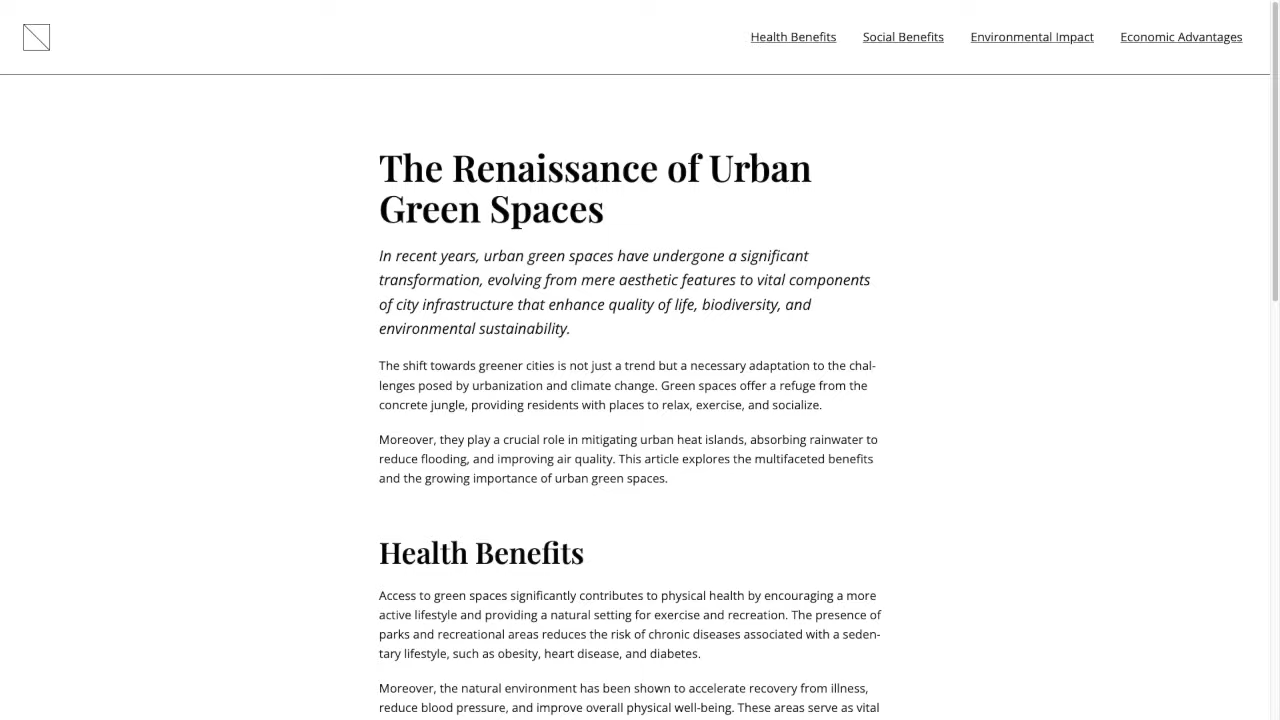 Health Benefits Social Benefits Environmental Impact Economic Advantages
The Renaissance of Urban
Green Spaces
In recent years, urban green spaces have undergone a significant
transformation, evolving from mere aesthetic features to vital components
of city infrastructure that enhance quality of life, biodiversity, and
environmental sustainability.
The shift towards greener cities is not just a trend but a necessary adaptation to the chal-
lenges posed by urbanization and climate change. Green spaces offer a refuge from the
concrete jungle, providing residents with places to relax, exercise, and socialize.
Moreover, they play a crucial role in mitigating urban heat islands, absorbing rainwater to
reduce flooding, and improving air quality. This article explores the multifaceted benefits
and the growing importance of urban green spaces.
Health Benefits
Access to green spaces significantly contributes to physical health by encouraging a more
active lifestyle and providing a natural setting for exercise and recreation. The presence of
parks and recreational areas reduces the risk of chronic diseases associated with a seden-
tary lifestyle, such as obesity, heart disease, and diabetes.
Moreover, the natural environment has been shown to accelerate recovery from illness,
reduce blood pressure, and improve overall physical well-being. These areas serve as vital